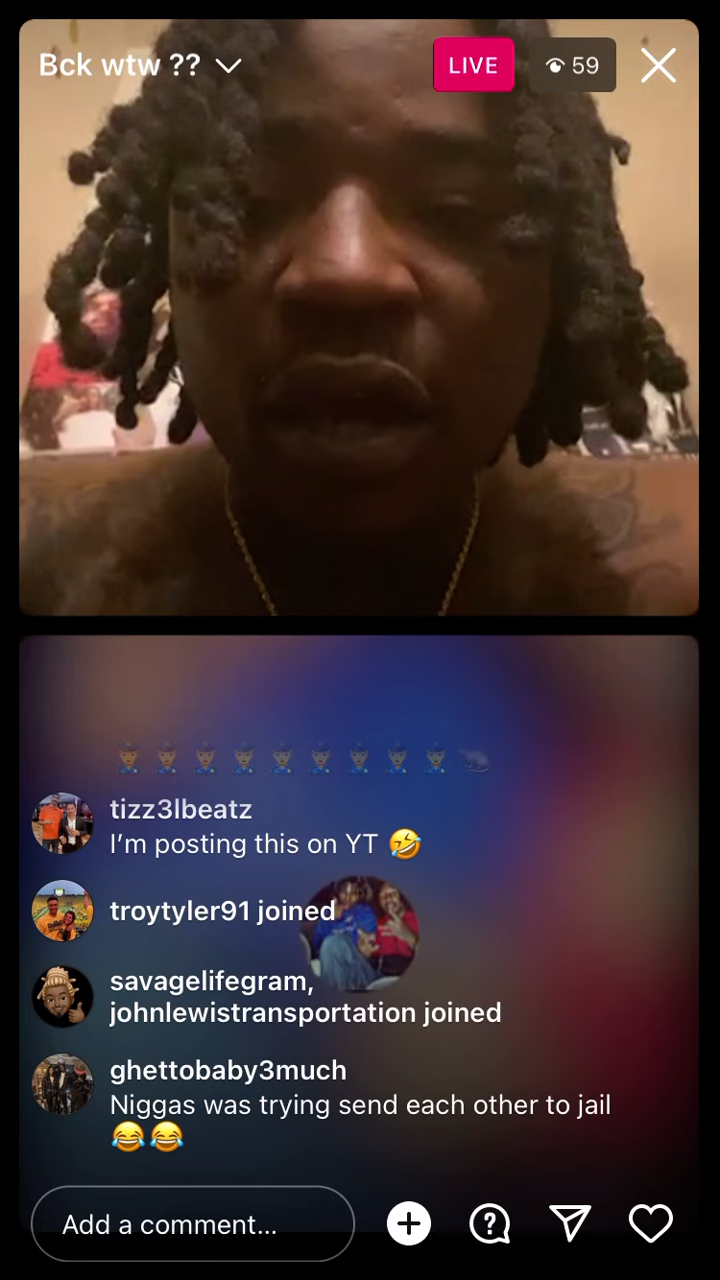 Bck wtw ??
LIVE
59
tizz3lbeatz
I’m posting this on YT 🤣
troytyler91 joined
savagelifegram,
johnlewistransportation joined
ghettobaby3much
Niggas was trying send each other to jail
😂😂
Add a comment...